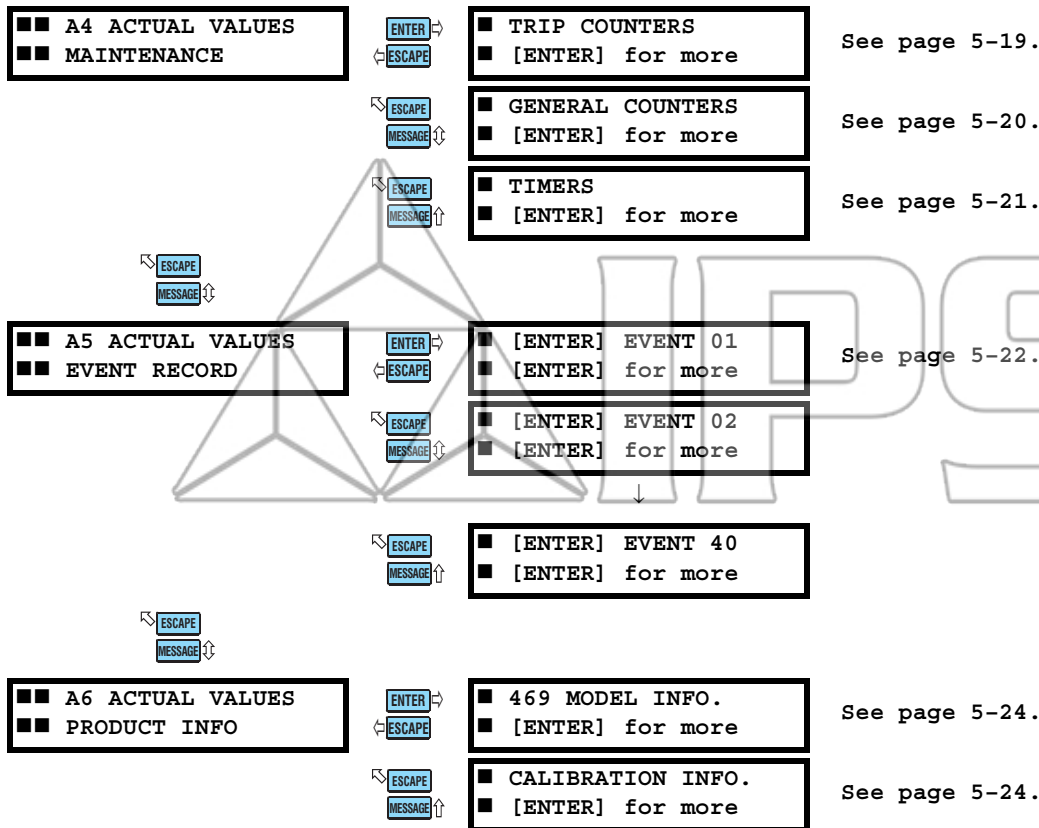 ■■ A4 ACTUAL VALUES
■■ MAINTENANCE
ENTER ⇨
⇦ ESCAPE
■ TRIP COUNTERS
■ [ENTER] for more
See page 5-19.
ESCAPE
MESSAGE
■ GENERAL COUNTERS
■ [ENTER] for more
See page 5-20.
ESCAPE
MESSAGE
■ TIMERS
■ [ENTER] for more
See page 5-21.
ESCAPE
MESSAGE
■■ A5 ACTUAL VALUES
■■ EVENT RECORD
ENTER ⇨
⇦ ESCAPE
■ [ENTER] EVENT 01
■ [ENTER] for more
See page 5-22.
ESCAPE
MESSAGE
■ [ENTER] EVENT 02
■ [ENTER] for more
↓
ESCAPE
MESSAGE
■ [ENTER] EVENT 40
■ [ENTER] for more
ESCAPE
MESSAGE
■■ A6 ACTUAL VALUES
■■ PRODUCT INFO
ENTER ⇨
⇦ ESCAPE
■ 469 MODEL INFO.
■ [ENTER] for more
See page 5-24.
ESCAPE
MESSAGE
■ CALIBRATION INFO.
■ [ENTER] for more
See page 5-24.
IPS